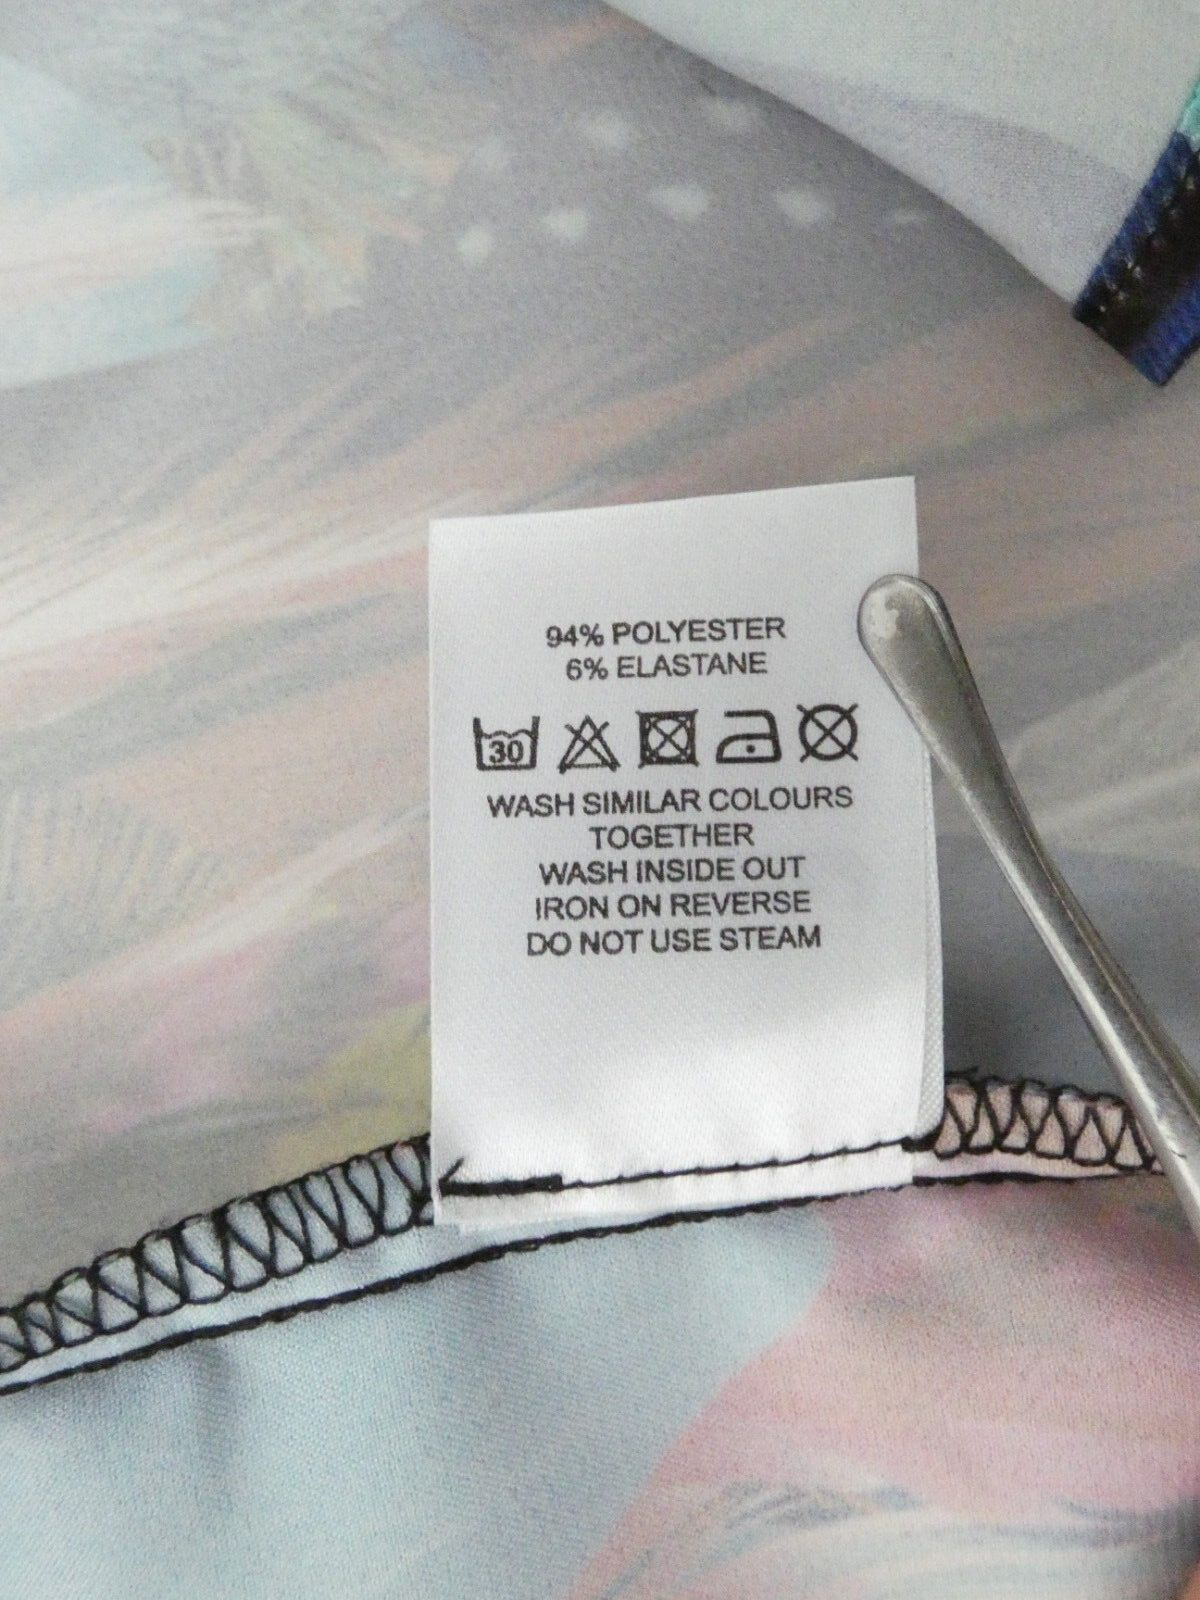 94% POLYESTER
6% ELASTANE
30
WASH SIMILAR COLOURS
TOGETHER
WASH INSIDE OUT
IRON ON REVERSE
DO NOT USE STEAM